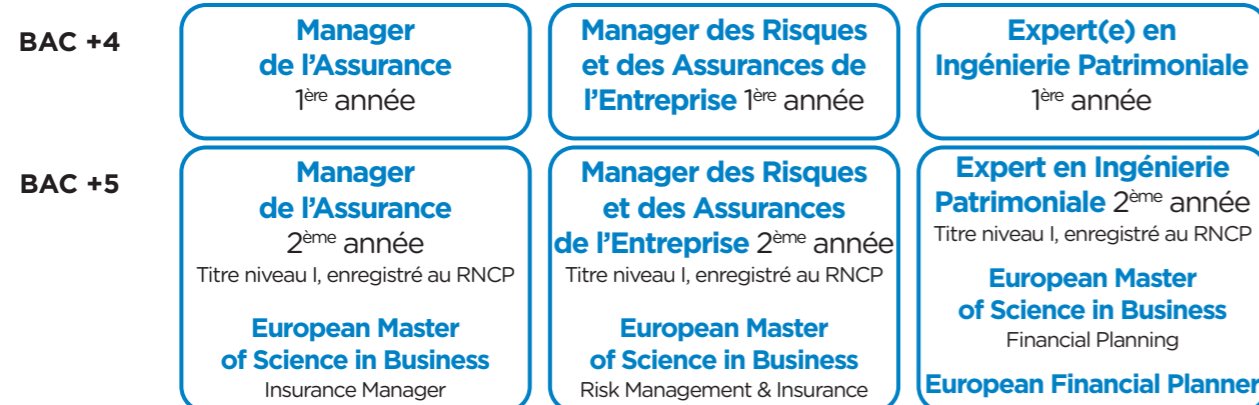 BAC +4
Manager
de l'Assurance
1ère année
Manager des Risques
et des Assurances de
l'Entreprise 1ère année
Expert(e) en
Ingénierie Patrimoniale
1ère année
BAC +5
Manager
de l'Assurance
2ème année
Titre niveau I, enregistré au RNCP
European Master
of Science in Business
Insurance Manager
Manager des Risques
et des Assurances
de l'Entreprise 2ème année
Titre niveau I, enregistré au RNCP
European Master
of Science in Business
Risk Management & Insurance
Expert en Ingénierie
Patrimoniale 2ème année
Titre niveau I, enregistré au RNCP
European Master
of Science in Business
Financial Planning
European Financial Planner